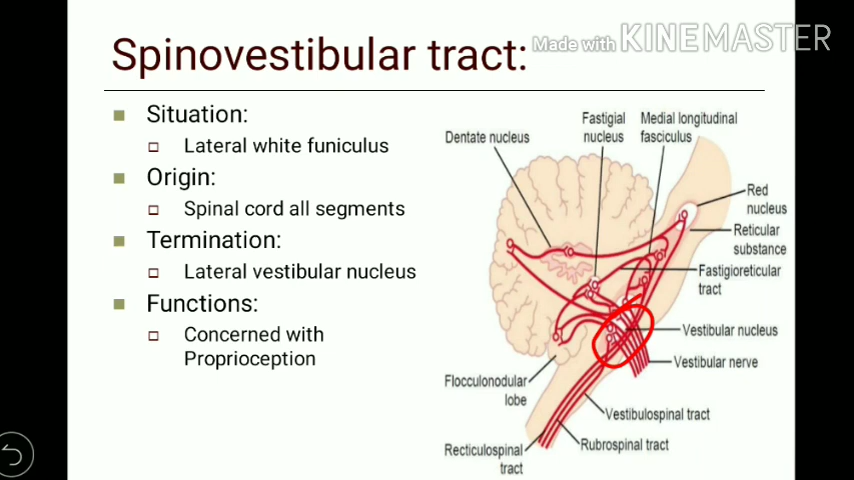 Spinovestibular tract:
Made with KINEMASTER
Situation:
Lateral white funiculus
Origin:
Spinal cord all segments
Termination:
Lateral vestibular nucleus
Functions:
Concerned with
Proprioception
Dentate nucleus
Fastigial
nucleus
Medial longitudinal
fasciculus
Red
nucleus
Reticular
substance
Fastigioreticular
tract
Vestibular nucleus
Vestibular nerve
Flocculonodular
lobe
Vestibulospinal tract
Rubrospinal tract
Recticulospinal
tract